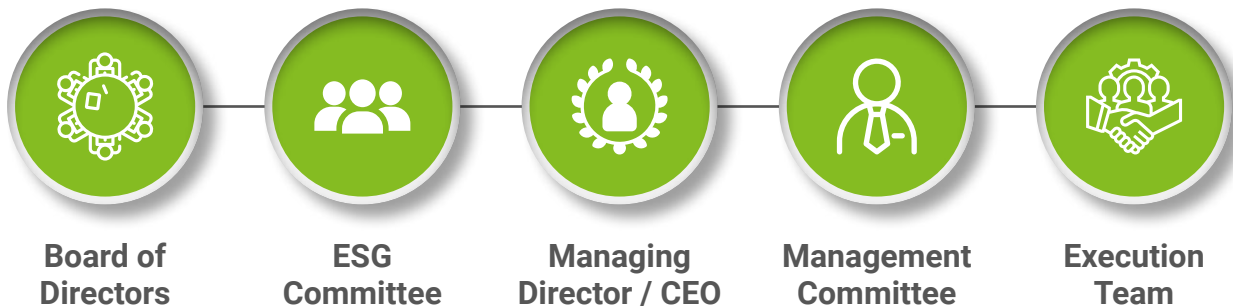 Board of
Directors
ESG
Committee
Managing
Director / CEO
Management
Committee
Execution
Team